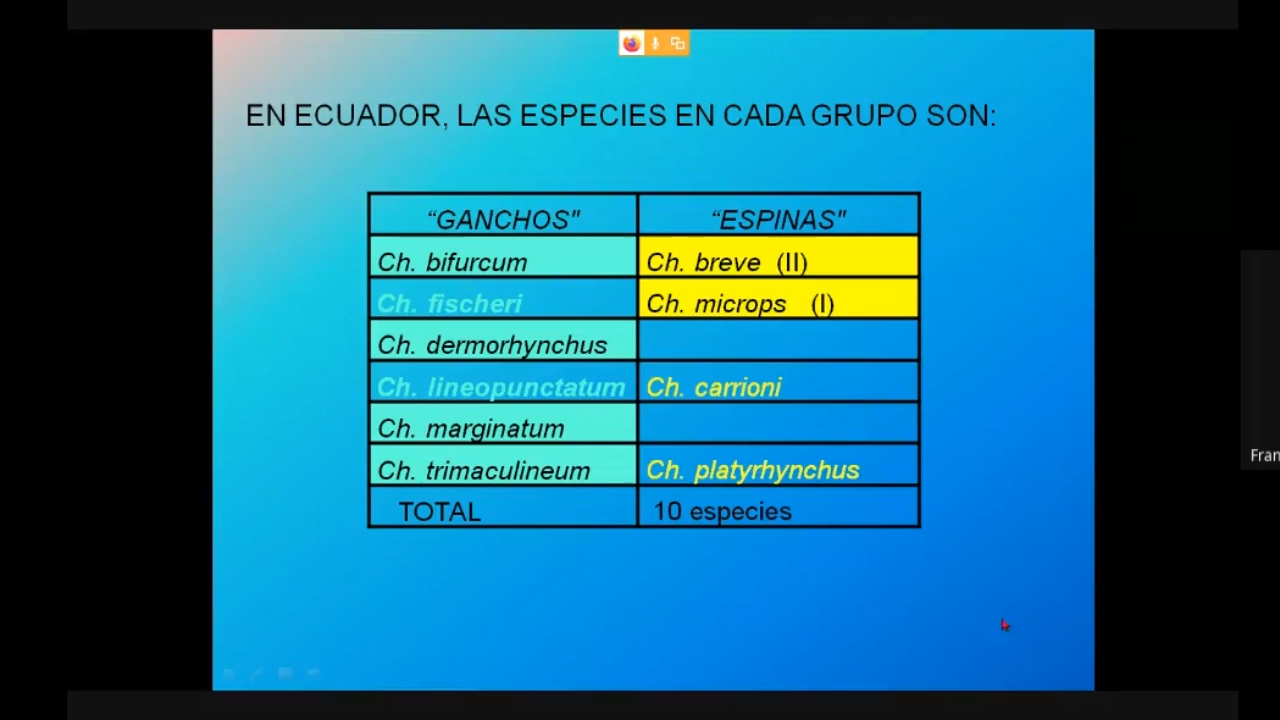 EN ECUADOR, LAS ESPECIES EN CADA GRUPO SON:
“GANCHOS" “ESPINAS"
Ch. bifurcum Ch. breve (II)
Ch. fischeri Ch. microps (I)
Ch. dermorhynchus
Ch. lineopunctatum Ch. carrioni
Ch. marginatum
Fran
Ch. trimaculineum Ch. platyrhynchus
TOTAL 10 especies